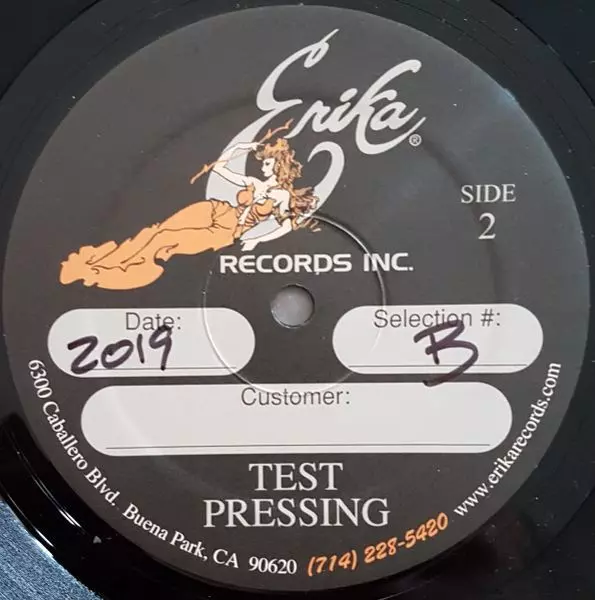 Erika®
RECORDS INC.
SIDE
2
Date:
2019
Selection #:
B
Customer:
TEST
PRESSING
6300 Caballero Blvd. Buena Park, CA 90620 (714) 228-5420 www.erikarecords.com